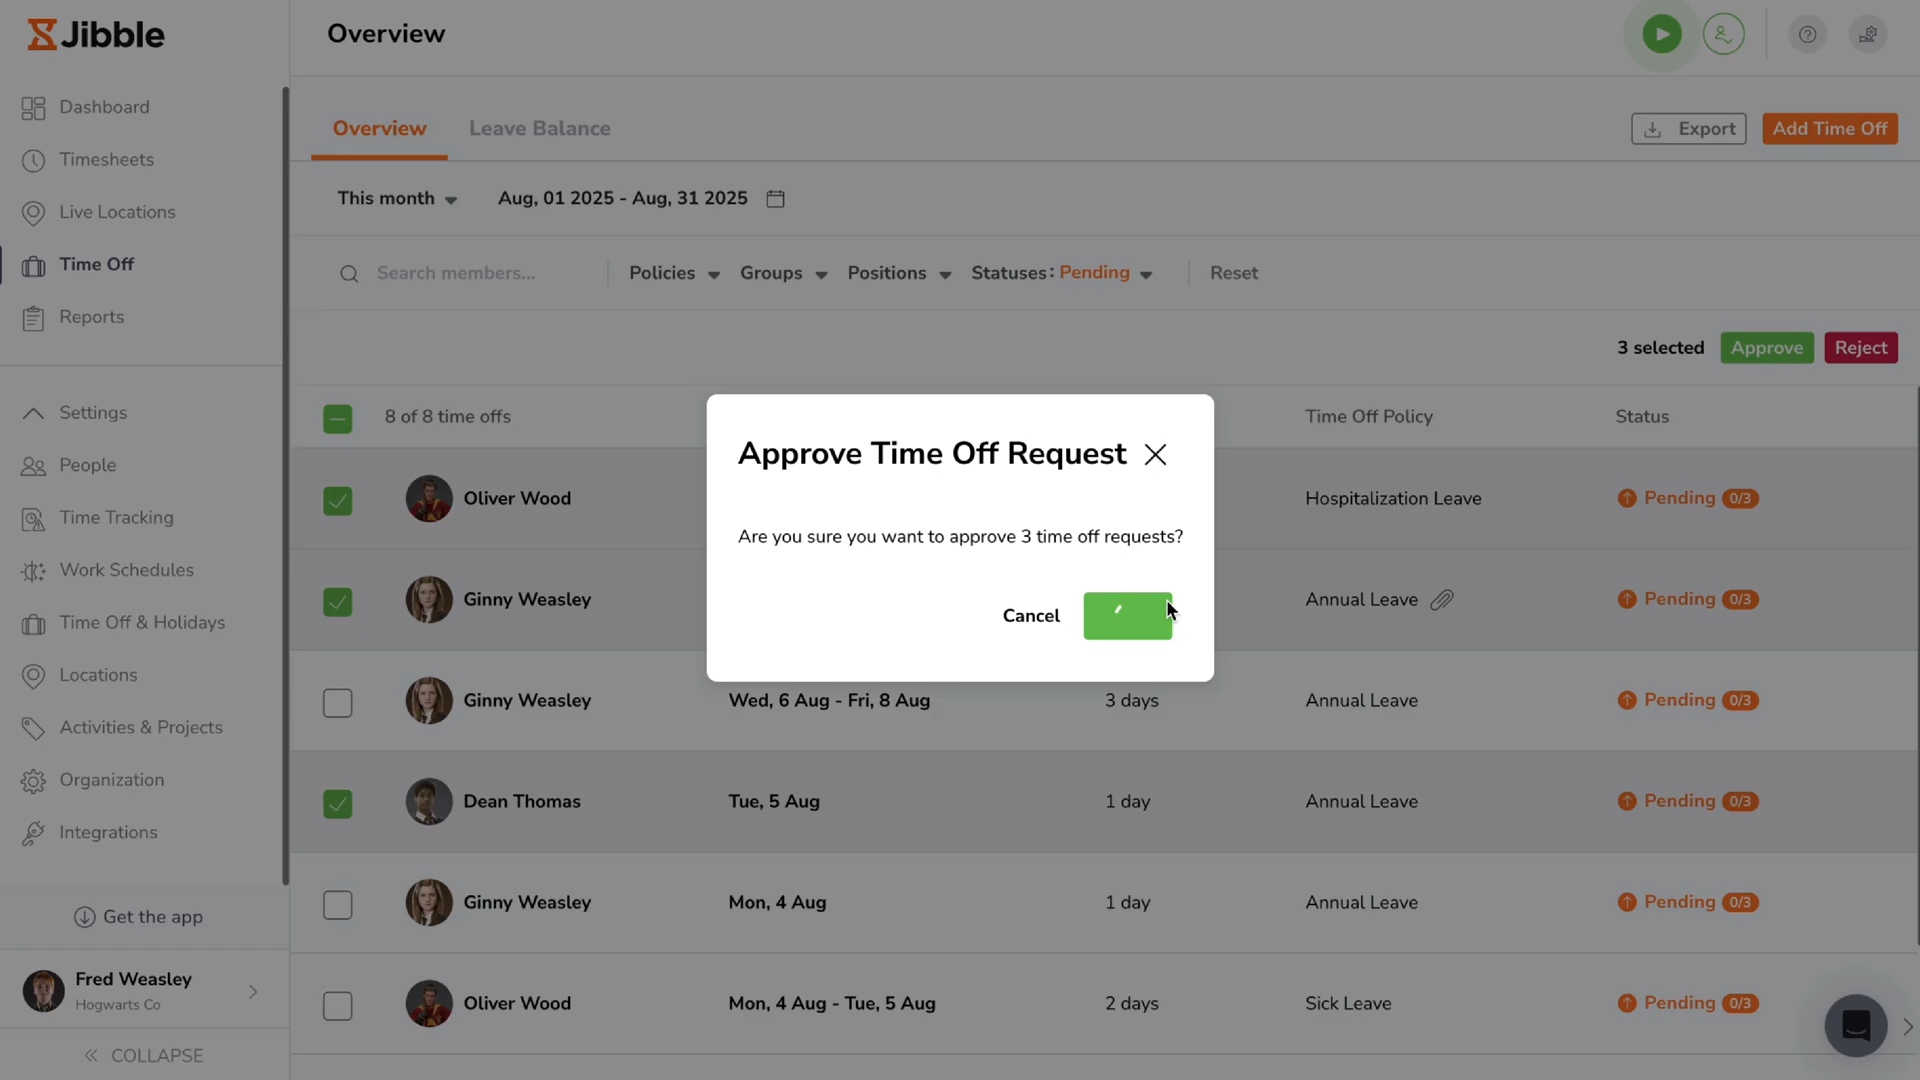 Jibble
Overview
Dashboard
Timesheets
Live Locations
Time Off
Reports
Settings
People
Time Tracking
Work Schedules
Time Off & Holidays
Locations
Activities & Projects
Organization
Integrations
Get the app
Fred Weasley
Hogwarts Co
COLLAPSE
Overview Leave Balance Export Add Time Off
This month Aug, 01 2025 - Aug, 31 2025
Search members... Policies Groups Positions Statuses: Pending Reset
3 selected Approve Reject
8 of 8 time offs Time Off Policy Status
Oliver Wood Hospitalization Leave Pending 0/3
Ginny Weasley Annual Leave Pending 0/3
Ginny Weasley Wed, 6 Aug - Fri, 8 Aug 3 days Annual Leave Pending 0/3
Dean Thomas Tue, 5 Aug 1 day Annual Leave Pending 0/3
Ginny Weasley Mon, 4 Aug 1 day Annual Leave Pending 0/3
Oliver Wood Mon, 4 Aug - Tue, 5 Aug 2 days Sick Leave Pending 0/3
Approve Time Off Request
Are you sure you want to approve 3 time off requests?
Cancel